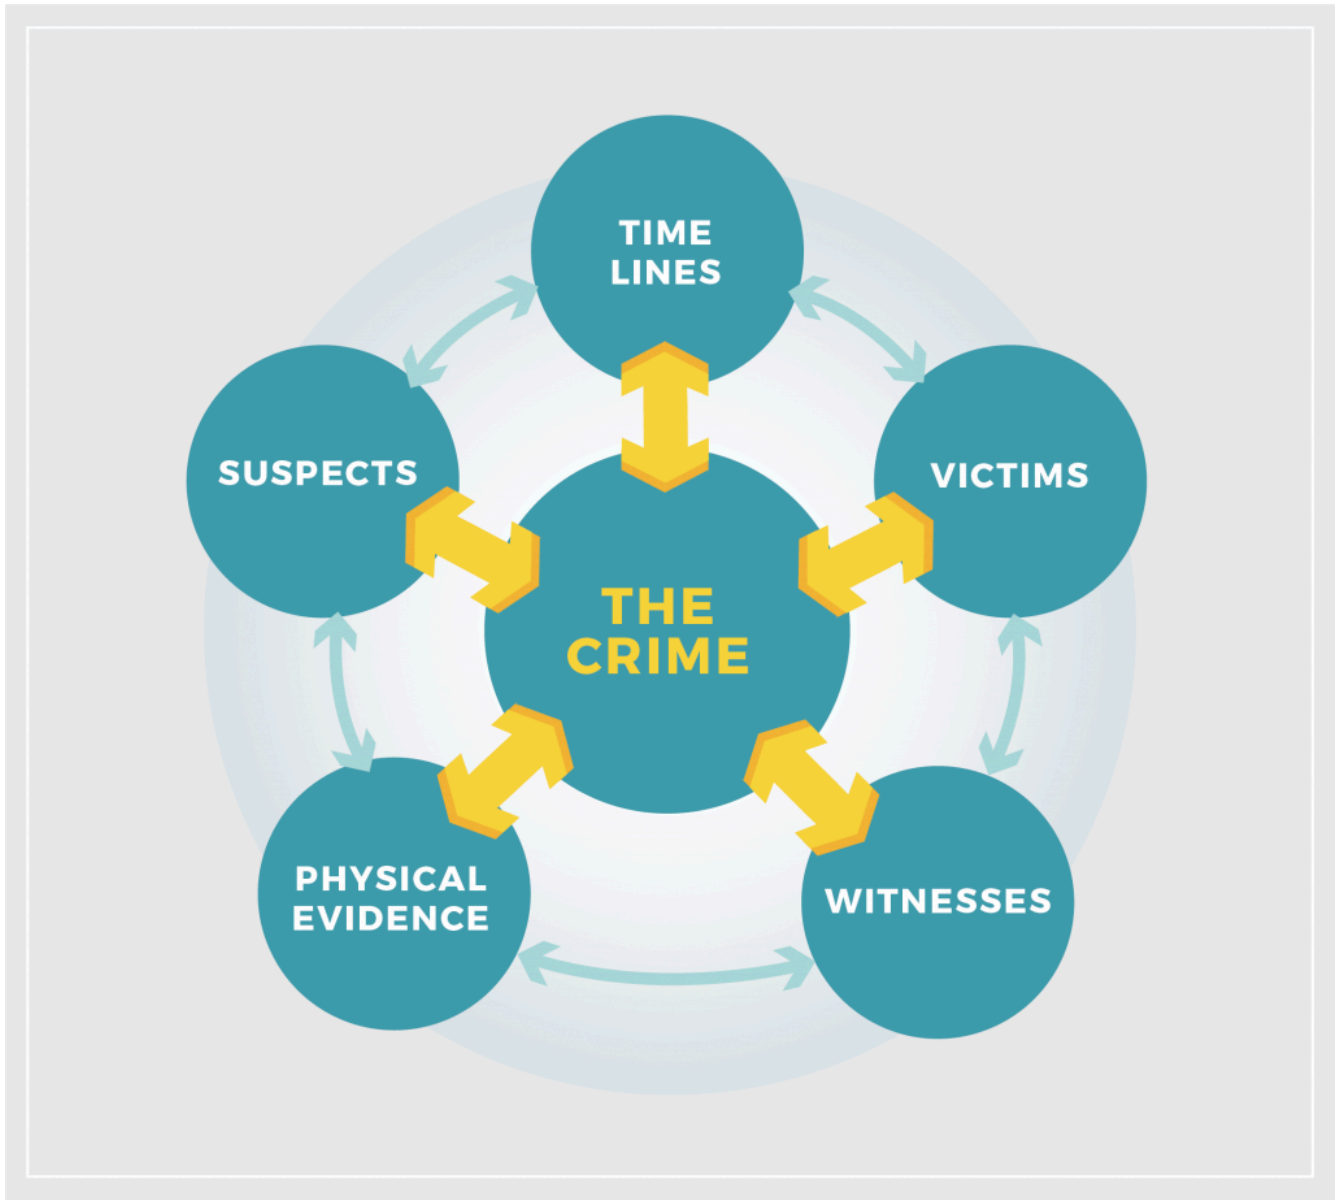 TIME
LINES
SUSPECTS
VICTIMS
THE
CRIME
PHYSICAL
EVIDENCE
WITNESSES